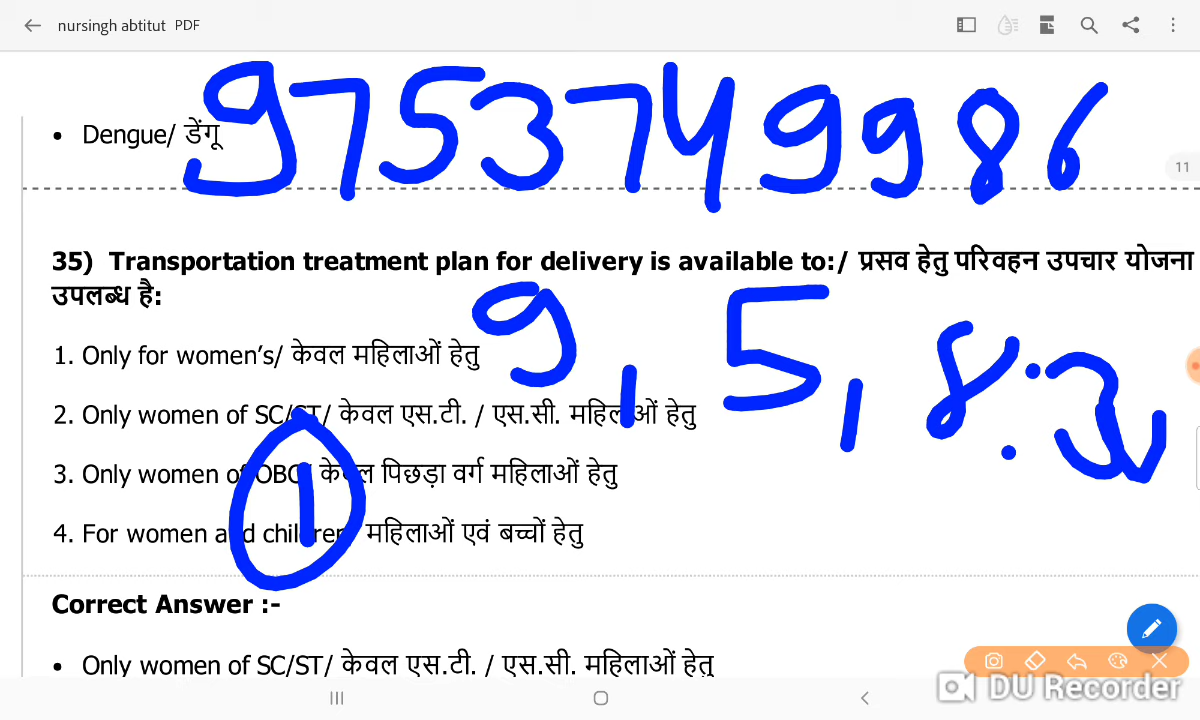 nursingh abtitut PDF
9753749986
• Dengue/ डेंगू
11
35) Transportation treatment plan for delivery is available to:/ प्रसव हेतु परिवहन उपचार योजना
उपलब्ध है:
9, 5, 8:
1. Only for women's/ केवल महिलाओं हेतु
2. Only women of SC/ST/ केवल एस.टी. / एस.सी. महिलाओं हेतु
3. Only women of OBC/ केवल पिछड़ा वर्ग महिलाओं हेतु
1
4. For women and children/ महिलाओं एवं बच्चों हेतु
Correct Answer :-
• Only women of SC/ST/ केवल एस.टी. / एस.सी. महिलाओं हेतु
DU Recorder